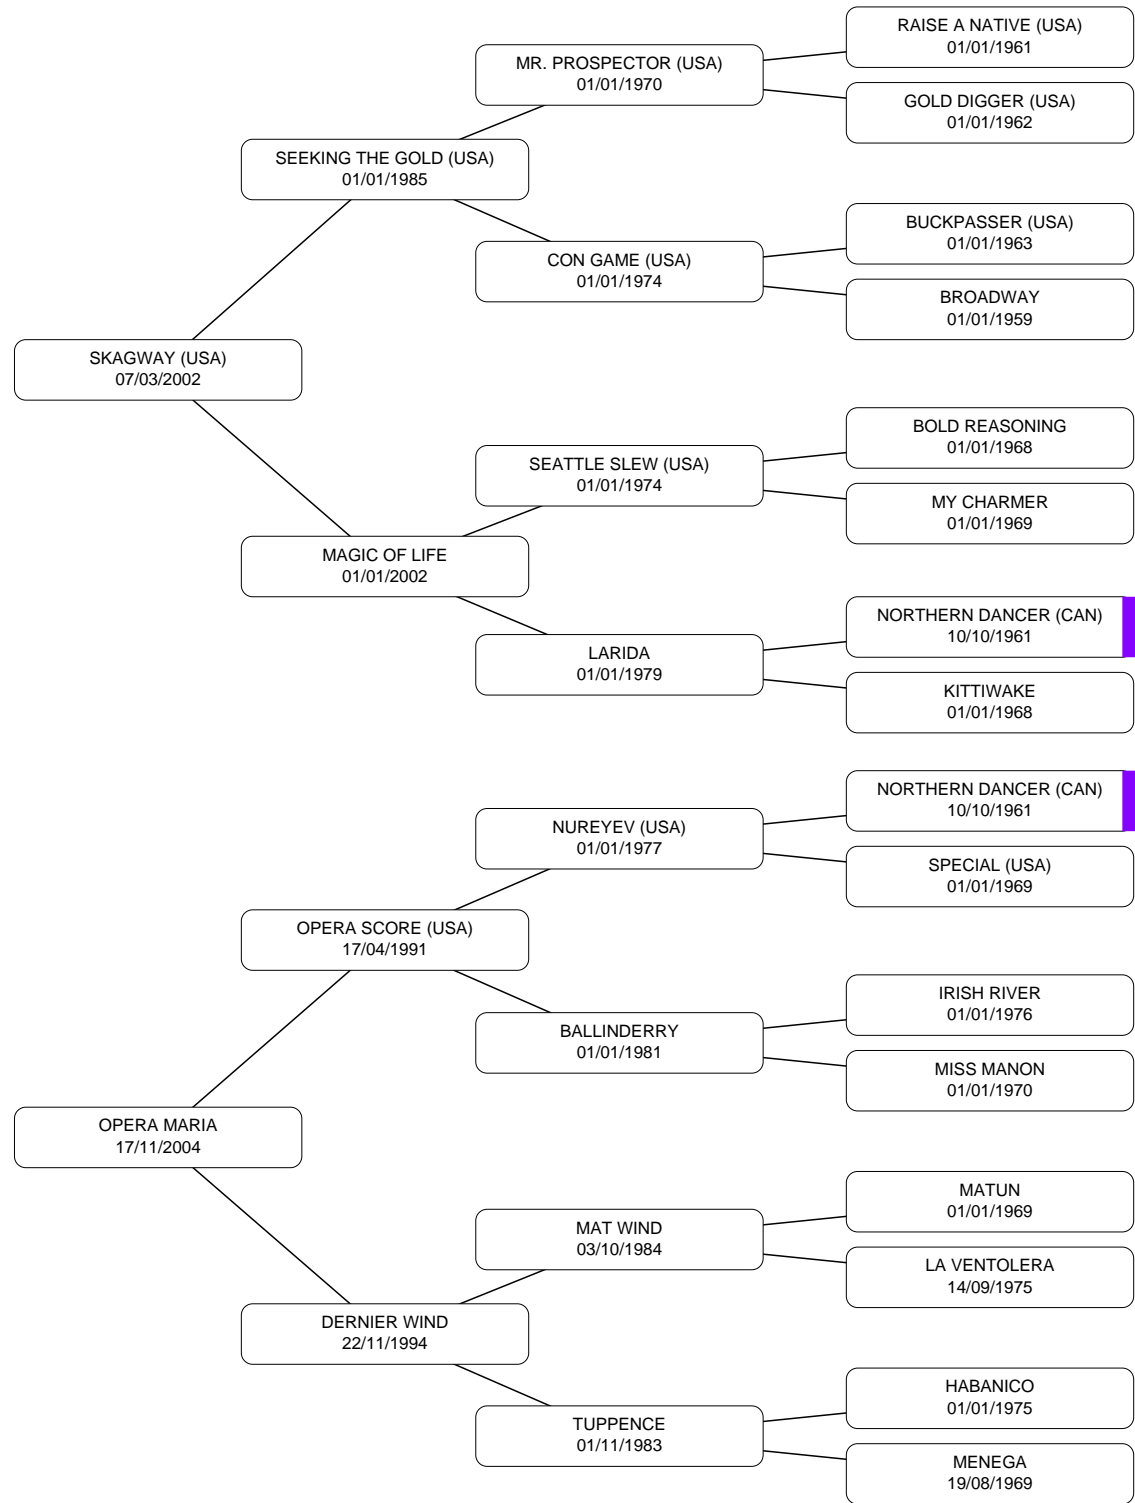 RAISE A NATIVE (USA)
01/01/1961
MR. PROSPECTOR (USA)
01/01/1970
GOLD DIGGER (USA)
01/01/1962
SEEKING THE GOLD (USA)
01/01/1985
BUCKPASSER (USA)
01/01/1963
CON GAME (USA)
01/01/1974
BROADWAY
01/01/1959
SKAGWAY (USA)
07/03/2002
BOLD REASONING
01/01/1968
SEATTLE SLEW (USA)
01/01/1974
MY CHARMER
01/01/1969
MAGIC OF LIFE
01/01/2002
NORTHERN DANCER (CAN)
10/10/1961
LARIDA
01/01/1979
KITTIWAKE
01/01/1968
NORTHERN DANCER (CAN)
10/10/1961
NUREYEV (USA)
01/01/1977
SPECIAL (USA)
01/01/1969
OPERA SCORE (USA)
17/04/1991
IRISH RIVER
01/01/1976
BALLINDERRY
01/01/1981
MISS MANON
01/01/1970
OPERA MARIA
17/11/2004
MATUN
01/01/1969
MAT WIND
03/10/1984
LA VENTOLERA
14/09/1975
DERNIER WIND
22/11/1994
HABANICO
01/01/1975
TUPPENCE
01/11/1983
MENEGA
19/08/1969